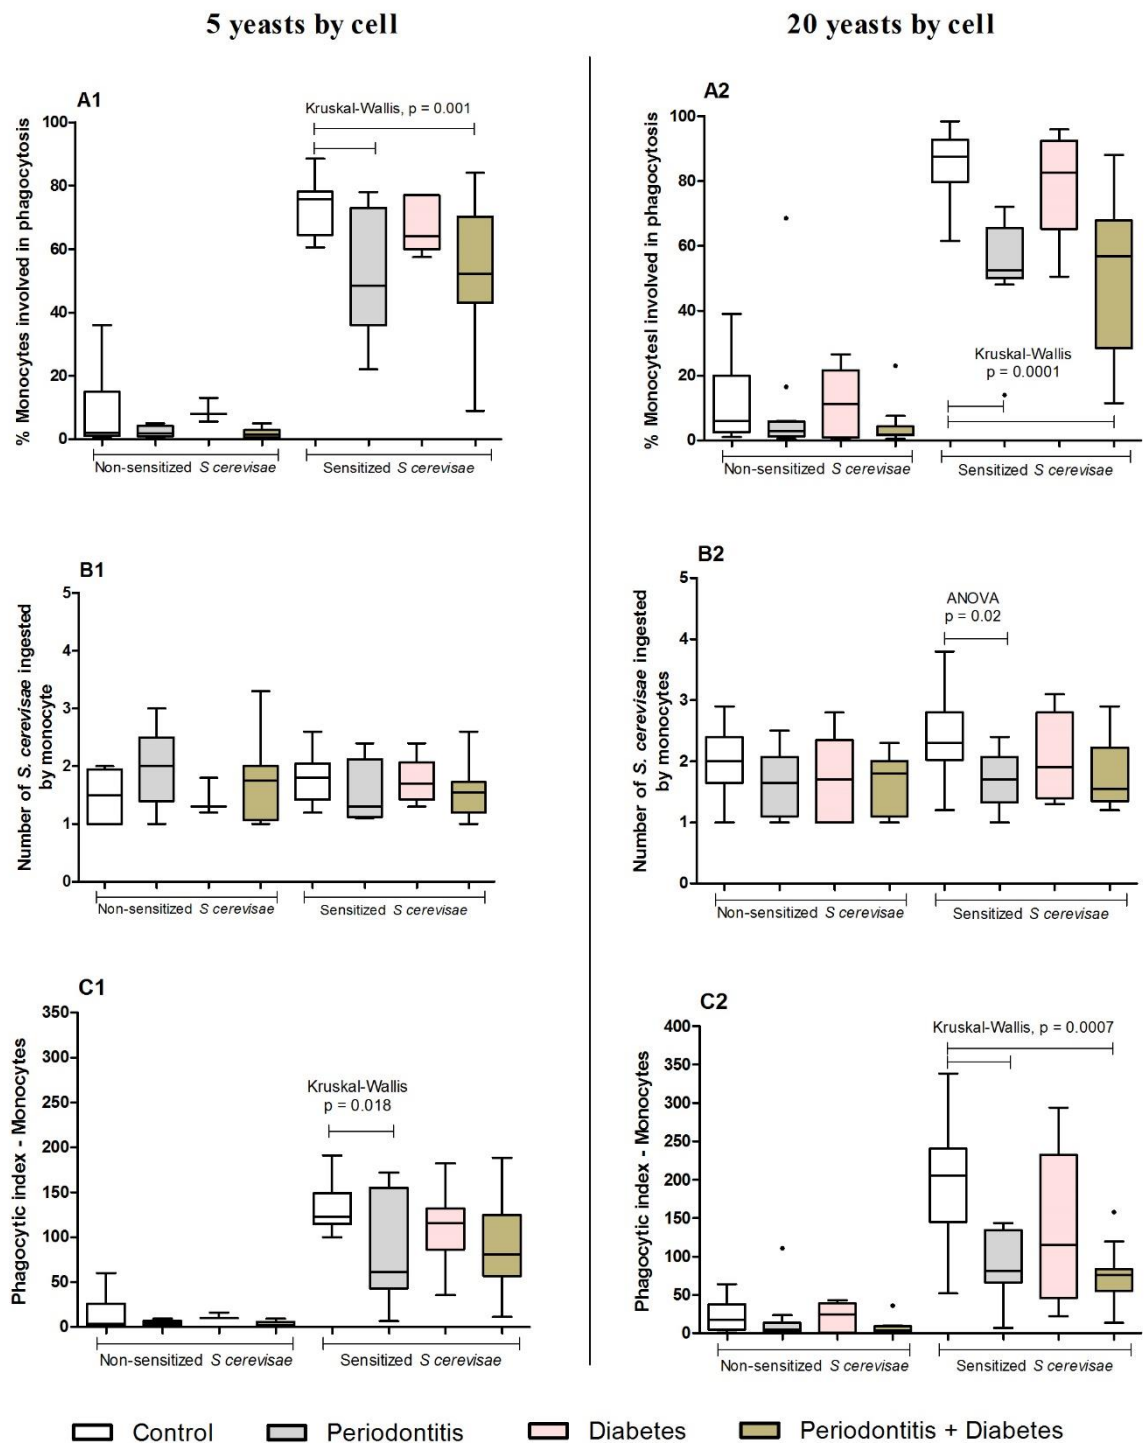 5 yeasts by cell
20 yeasts by cell
A1
Kruskal-Wallis, p = 0.001
% Monocytes involved in phagocytosis
100
80
60
40
20
0
Non-sensitized S cerevisae
Sensitized S cerevisae
A2
% Monocytesl involved in phagocytosis
100
80
60
40
20
0
Kruskal-Wallis
p = 0.0001
Non-sensitized S cerevisae
Sensitized S cerevisae
B1
Number of S. cerevisae ingested
by monocyte
5
4
3
2
1
0
Non-sensitized S cerevisae
Sensitized S cerevisae
B2
Number of S. cerevisae ingested
by monocytes
5
4
3
2
1
0
ANOVA
p = 0.02
Non-sensitized S cerevisae
Sensitized S cerevisae
C1
Phagocytic index - Monocytes
350
300
250
200
150
100
50
0
Kruskal-Wallis
p = 0.018
Non-sensitized S cerevisae
Sensitized S cerevisae
C2
Phagocytic index - Monocytes
400
350
300
250
200
150
100
50
0
Kruskal-Wallis, p = 0.0007
Non-sensitized S cerevisae
Sensitized S cerevisae
Control
Periodontitis
Diabetes
Periodontitis + Diabetes